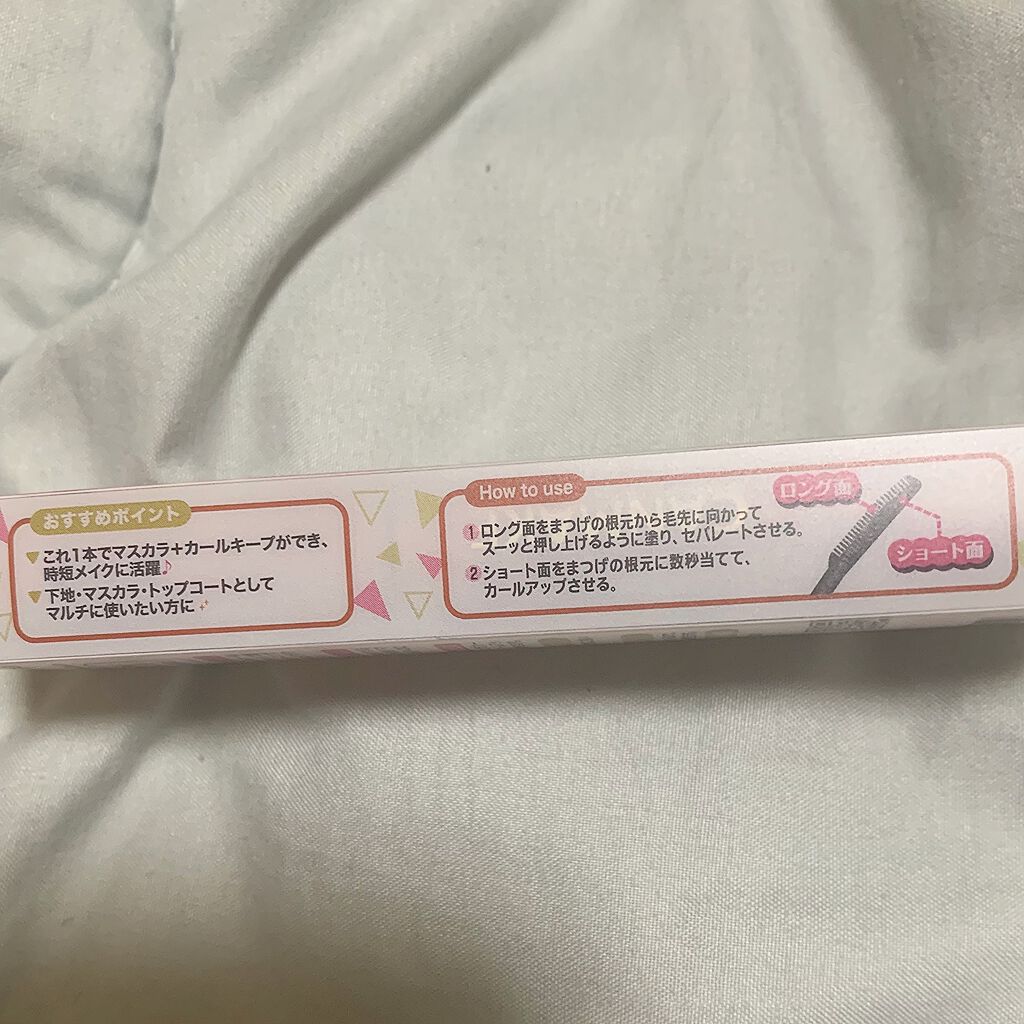 おすすめポイント
▼これ1本でマスカラ+カールキープができ、
時短メイクに活躍♪
▼下地・マスカラ・トップコートとして
マルチに使いたい方に
How to use
1 ロング面をまつげの根元から毛先に向かって
スーッと押し上げるように塗り、セパレートさせる。
2 ショート面をまつげの根元に数秒当てて、
カールアップさせる。
ロング面
ショート面